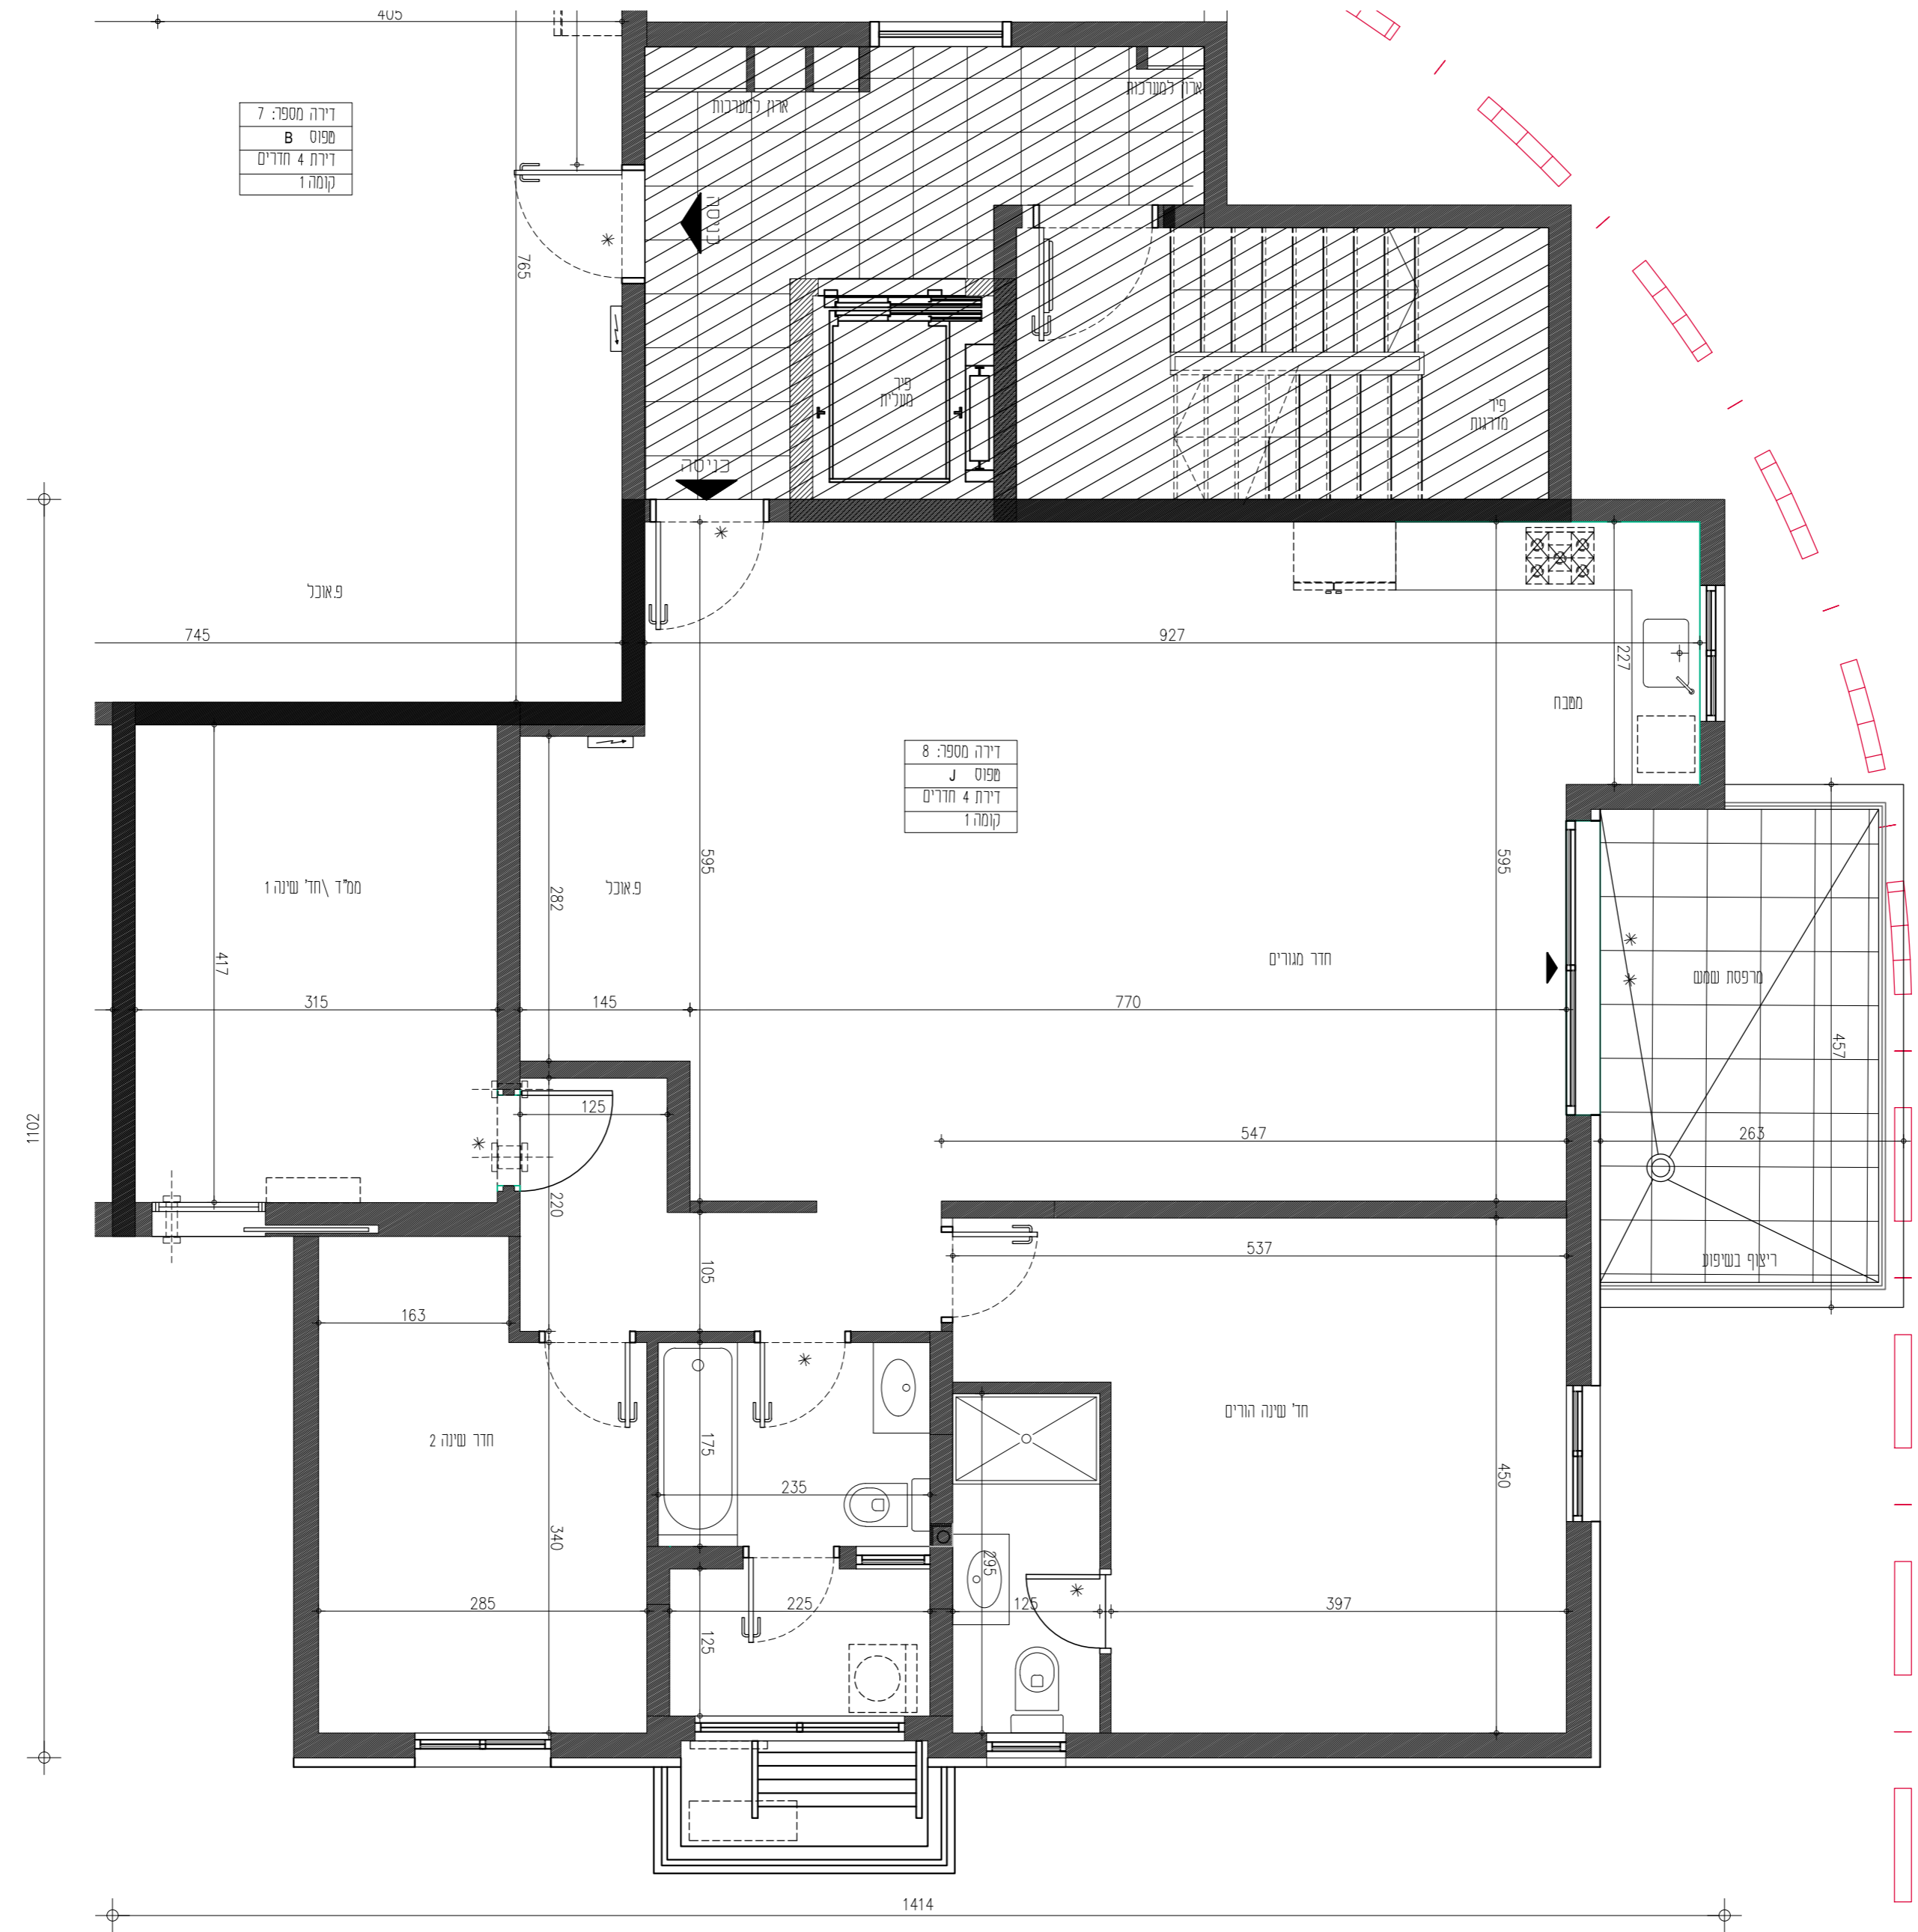 405
ארון למערכות
ארון למערכות
דירה מספר: 7
טפוס B
דירת 4 חדרים
קומה 1
כניסה
765
פיר
מעלית
פיר
מדרגות
כניסה
פ.אוכל
745
927
227
מטבח
דירה מספר: 8
טפוס J
דירת 4 חדרים
קומה 1
595
595
282
ממ"ד \חד' שינה 1
פ.אוכל
417
חדר מגורים
מרפסת שמש
315
145
770
457
125
1102
547
263
220
537
ריצוף בשיפוע
105
163
חד' שינה הורים
חדר שינה 2
175
450
235
340
295
285
225
125
397
125
1414